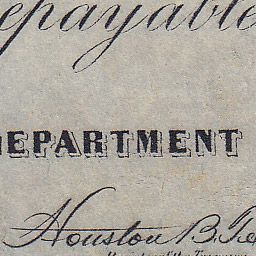 epayable
DEPARTMENT
Houston B. Te